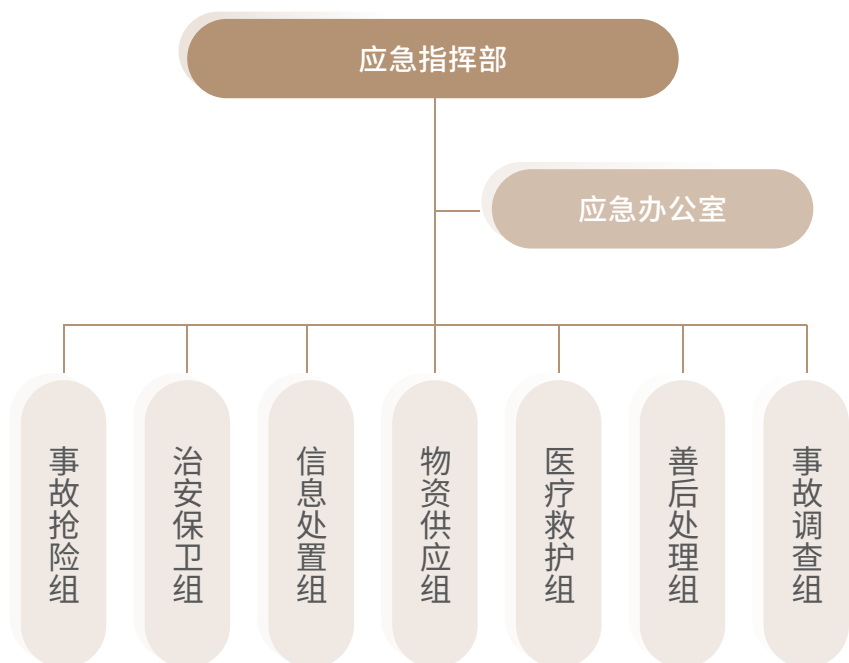 应急指挥部
应急办公室
事故抢险组
治安保卫组
信息处置组
物资供应组
医疗救护组
善后处理组
事故调查组